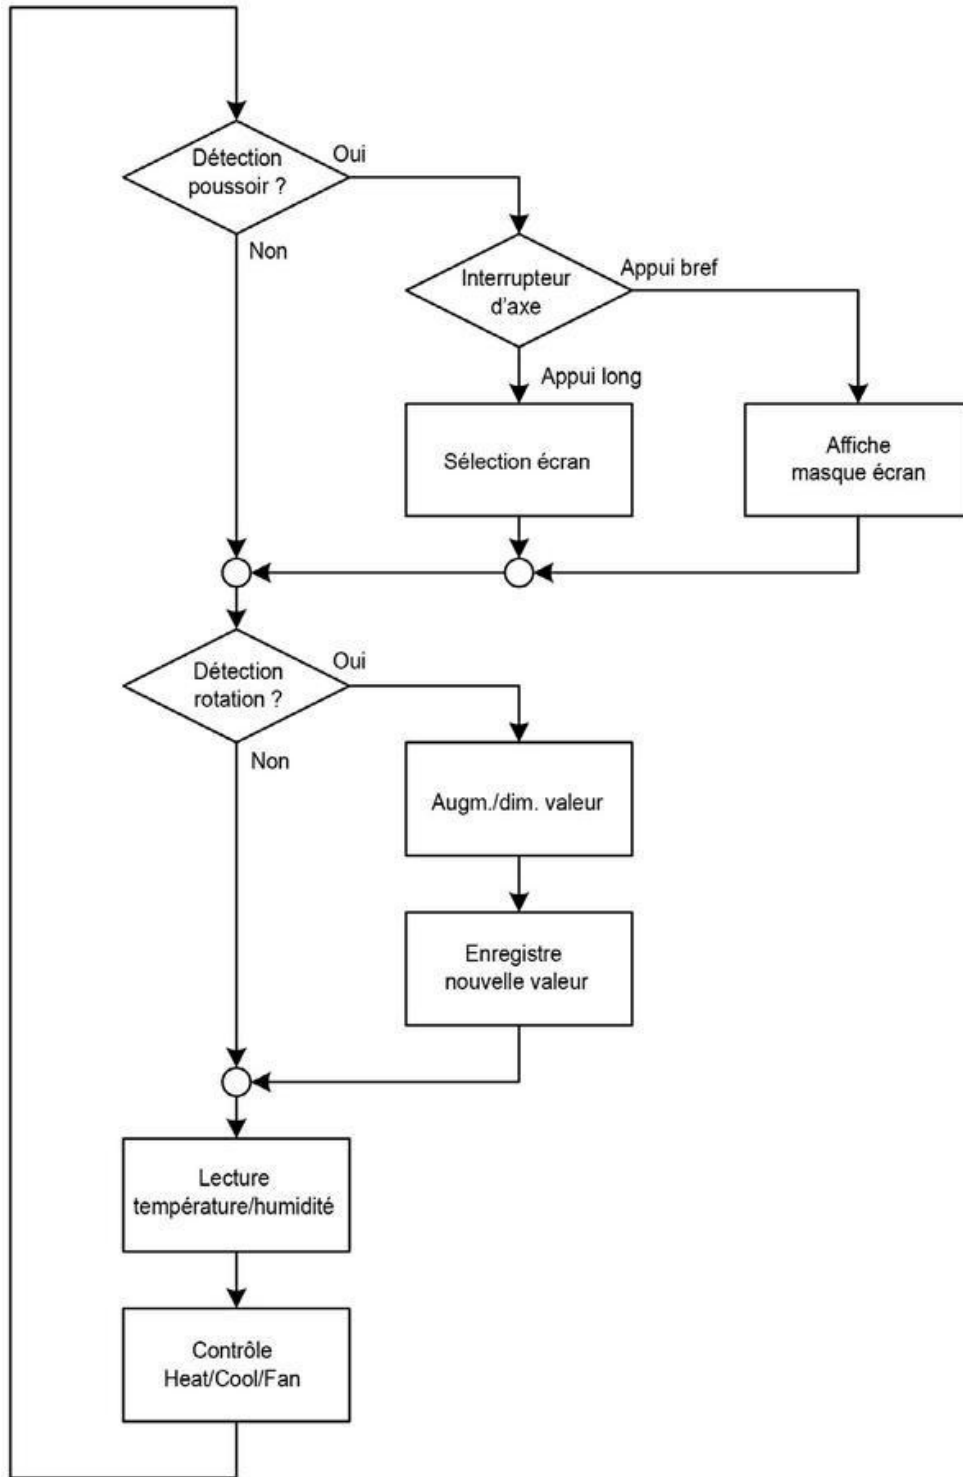 Détection
poussoir ?
Oui
Non
Interrupteur
d'axe
Appui bref
Appui long
Sélection écran
Affiche
masque écran
Détection
rotation ?
Oui
Non
Augm./dim. valeur
Enregistre
nouvelle valeur
Lecture
température/humidité
Contrôle
Heat/Cool/Fan